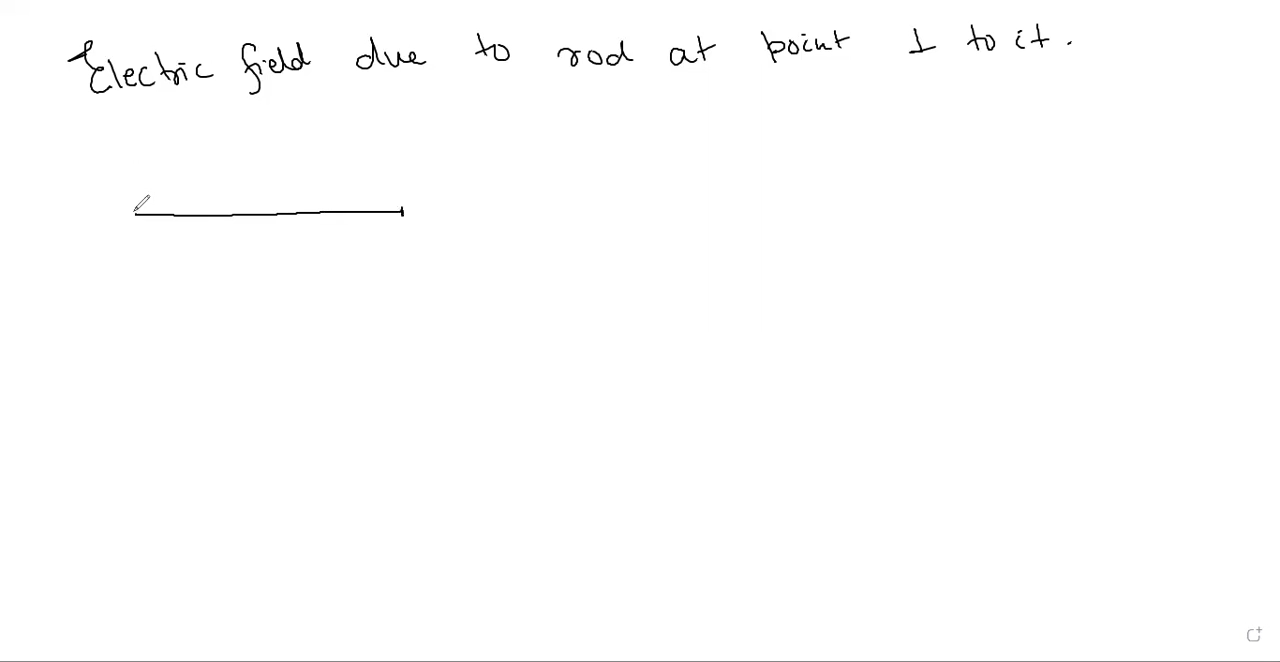 Electric field due to rod at point ⊥ to it.